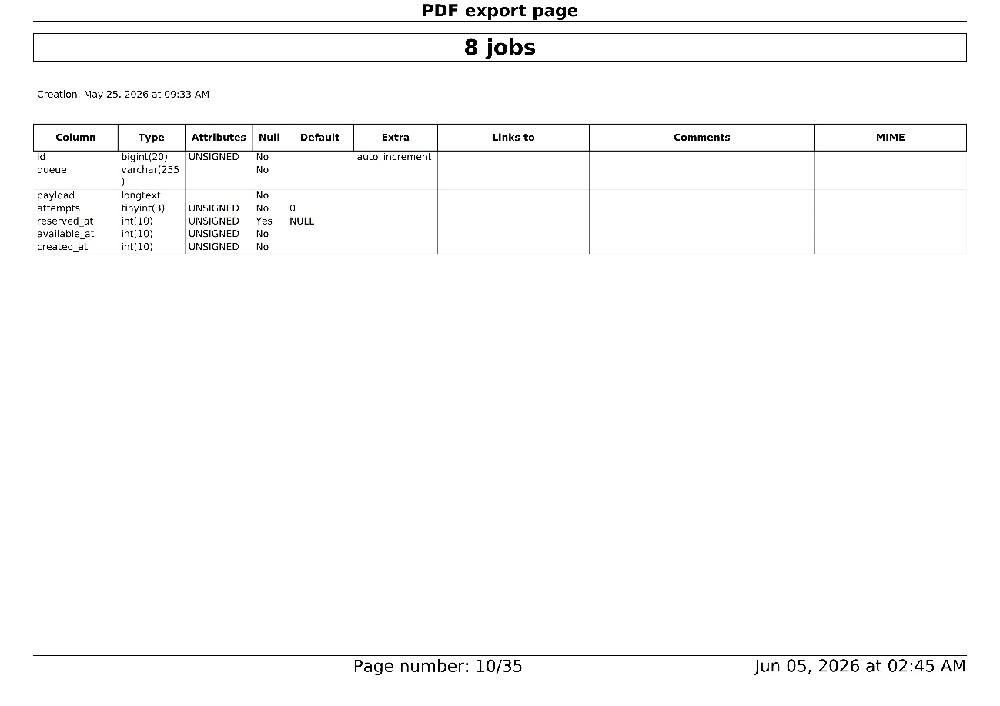 PDF export page
8 jobs
Creation: May 25, 2026 at 09:33 AM
Column Type Attributes Null Default Extra Links to Comments MIME
id bigint(20) UNSIGNED No auto_increment
queue varchar(255 No
)
payload longtext No
attempts tinyint(3) UNSIGNED No 0
reserved_at int(10) UNSIGNED Yes NULL
available_at int(10) UNSIGNED No
created_at int(10) UNSIGNED No
Page number: 10/35 Jun 05, 2026 at 02:45 AM